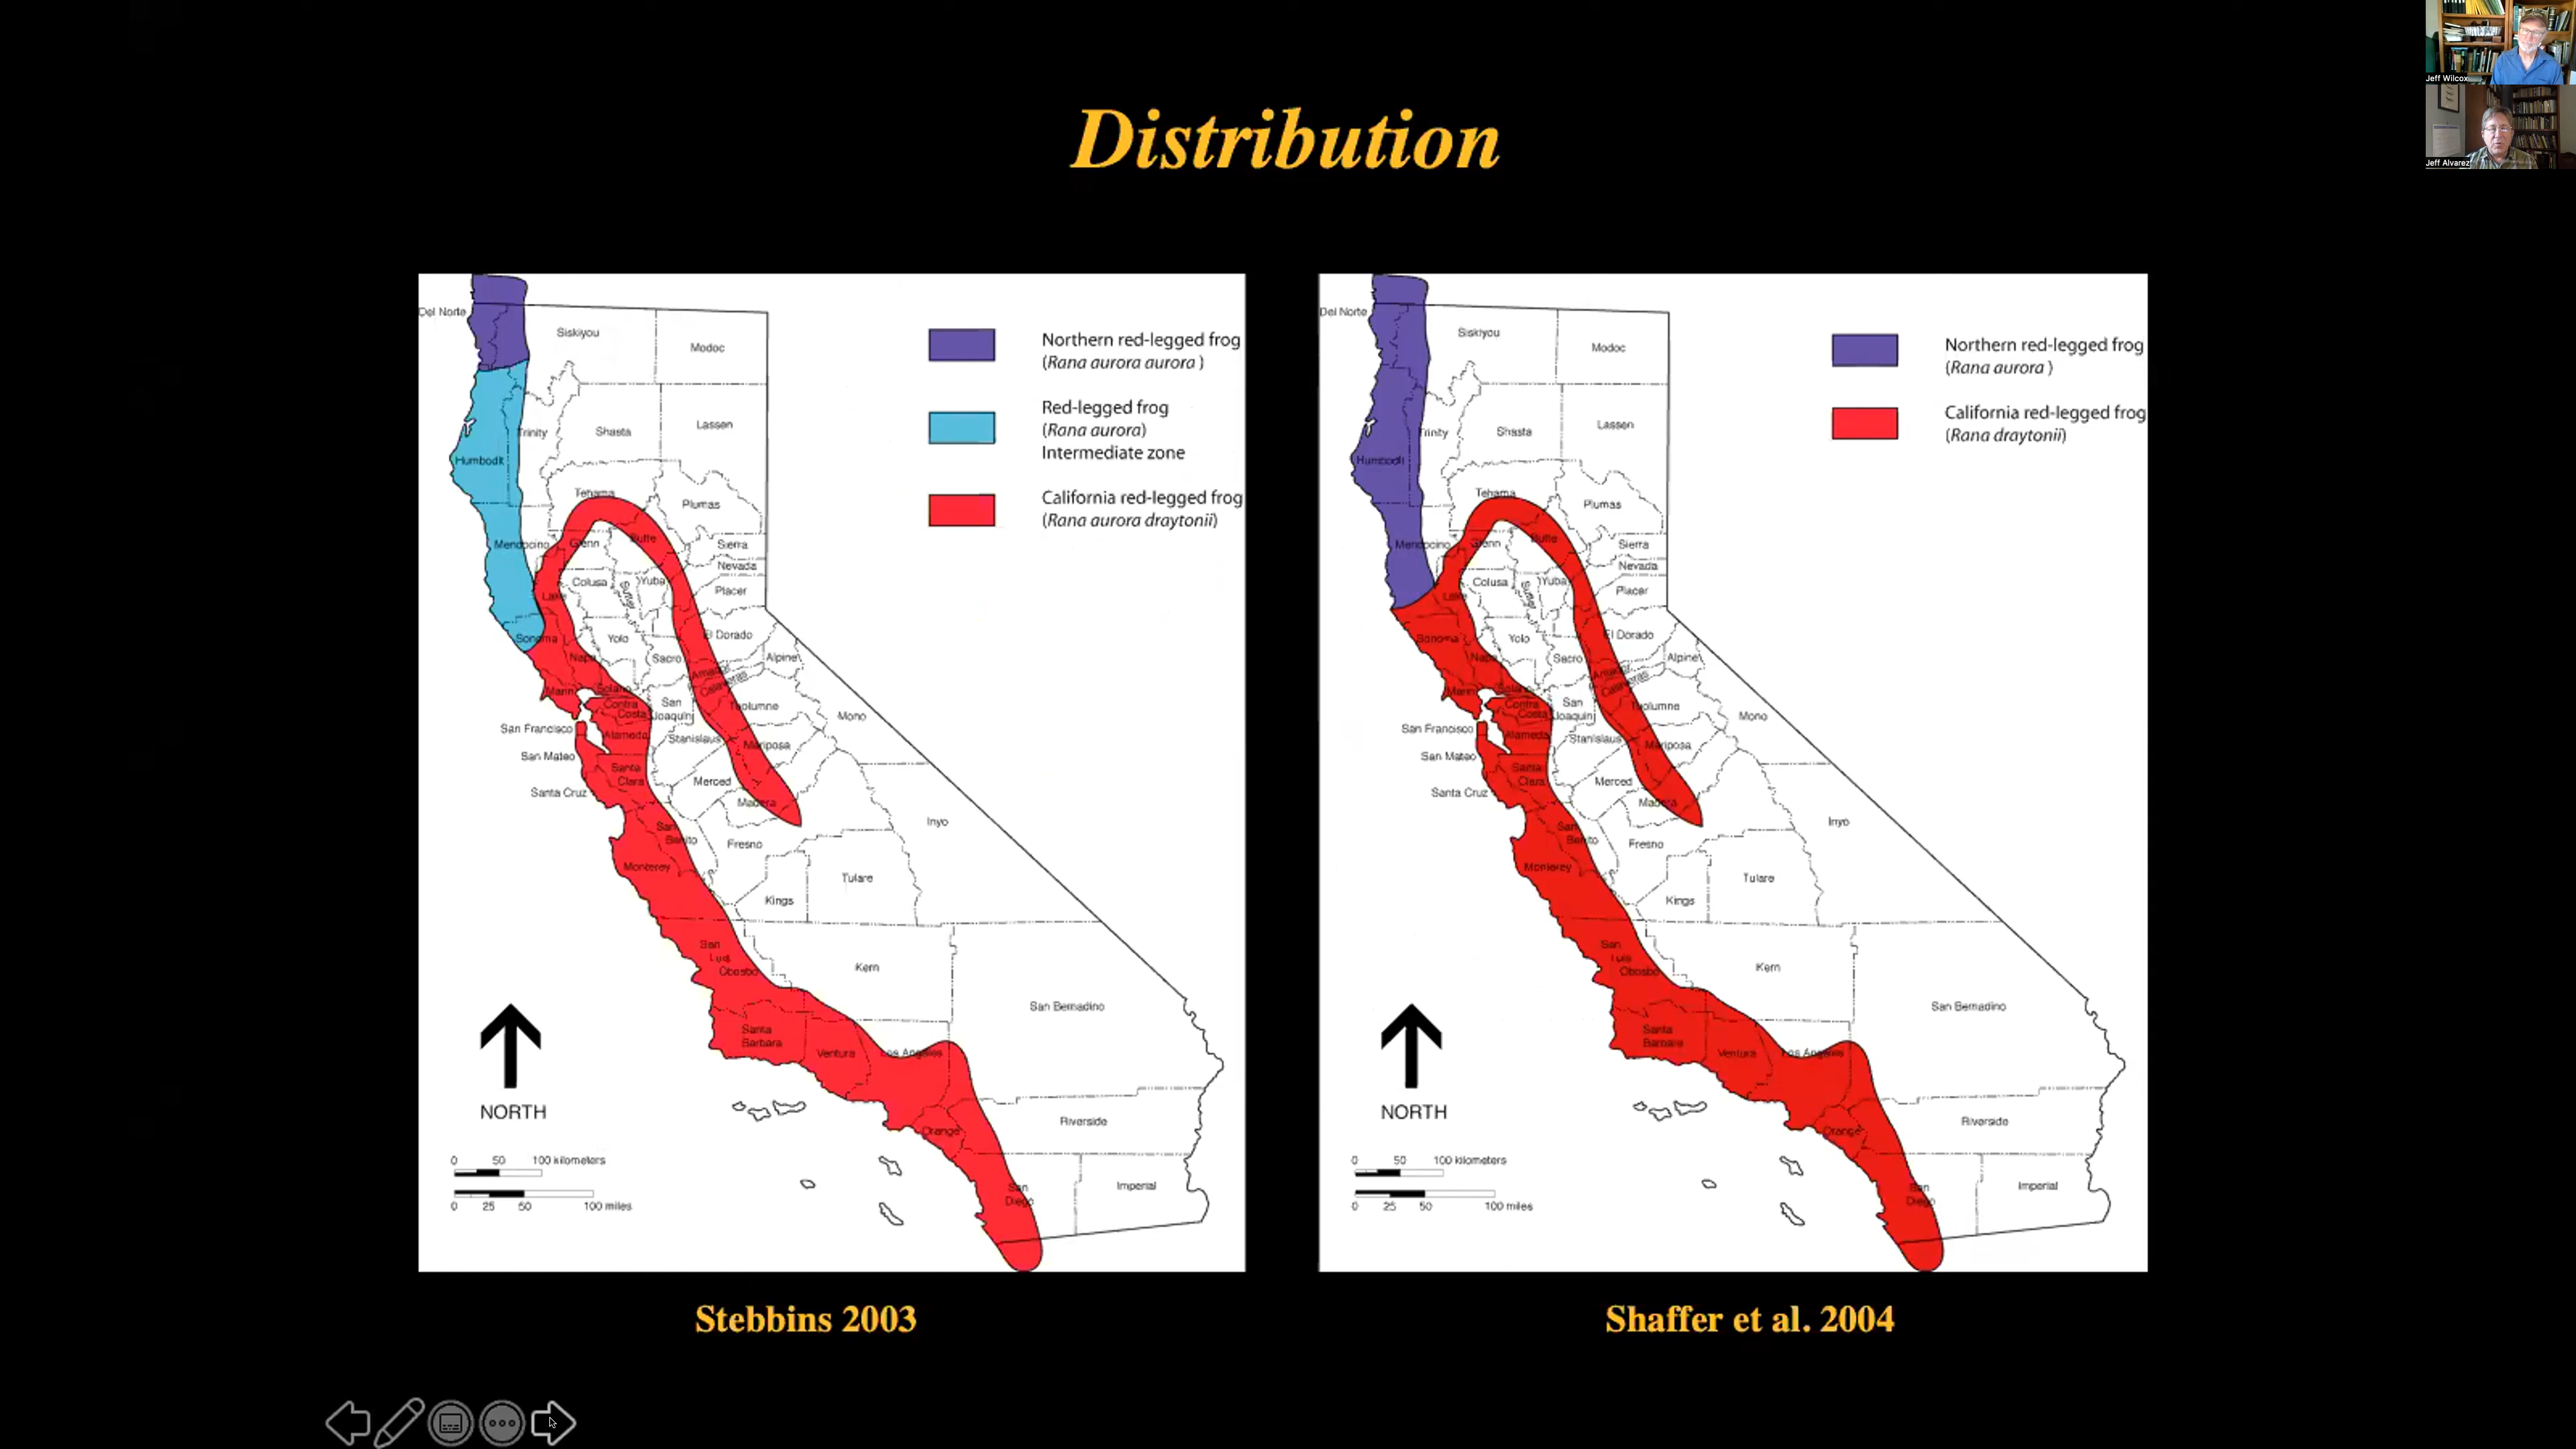 Jeff Wilcox
Jeff Alvarez
Distribution
Del Norte
Siskiyou
Modoc
Trinity
Shasta
Lassen
Humbodlt
Tehama
Plumas
Mendocino
Glenn
Butte
Sierra
Nevada
Colusa
Yuba
Placer
Lake
Sutter
Sonoma
Yolo
El Dorado
Napa
Sacro
Alpine
Amador
Calaveras
Marin
Solano
Contra
Costa
San
Joaquin
Tuolumne
Mono
San Francisco
Alameda
Stanislaus
Mariposa
San Mateo
Santa
Clara
Merced
Santa Cruz
Madera
San
Benito
Fresno
Inyo
Monterey
Tulare
Kings
San
Luis
Obosbo
Kern
San Bernadino
Santa
Barbara
Ventura
Los Angeles
Orange
Riverside
San
Diego
Imperial
Northern red-legged frog
(Rana aurora aurora )
Red-legged frog
(Rana aurora)
Intermediate zone
California red-legged frog
(Rana aurora draytonii)
NORTH
0 50 100 kilometers
0 25 50 100 miles
Stebbins 2003
Del Norte
Siskiyou
Modoc
Trinity
Shasta
Lassen
Tehama
Plumas
Mendocino
Glenn
Butte
Sierra
Nevada
Colusa
Yuba
Placer
Lake
Sutter
Sonoma
Yolo
El Dorado
Napa
Sacro
Alpine
Amador
Calaveras
Marin
Solano
Contra
Costa
San
Joaquin
Tuolumne
Mono
San Francisco
Alameda
Stanislaus
Mariposa
San Mateo
Santa
Clara
Merced
Santa Cruz
Madera
San
Benito
Fresno
Inyo
Monterey
Tulare
Kings
San
Luis
Obosbo
Kern
San Bernadino
Santa
Barbara
Ventura
Los Angeles
Orange
Riverside
San
Diego
Imperial
Northern red-legged frog
(Rana aurora )
California red-legged frog
(Rana draytonii)
NORTH
0 50 100 kilometers
0 25 50 100 miles
Shaffer et al. 2004